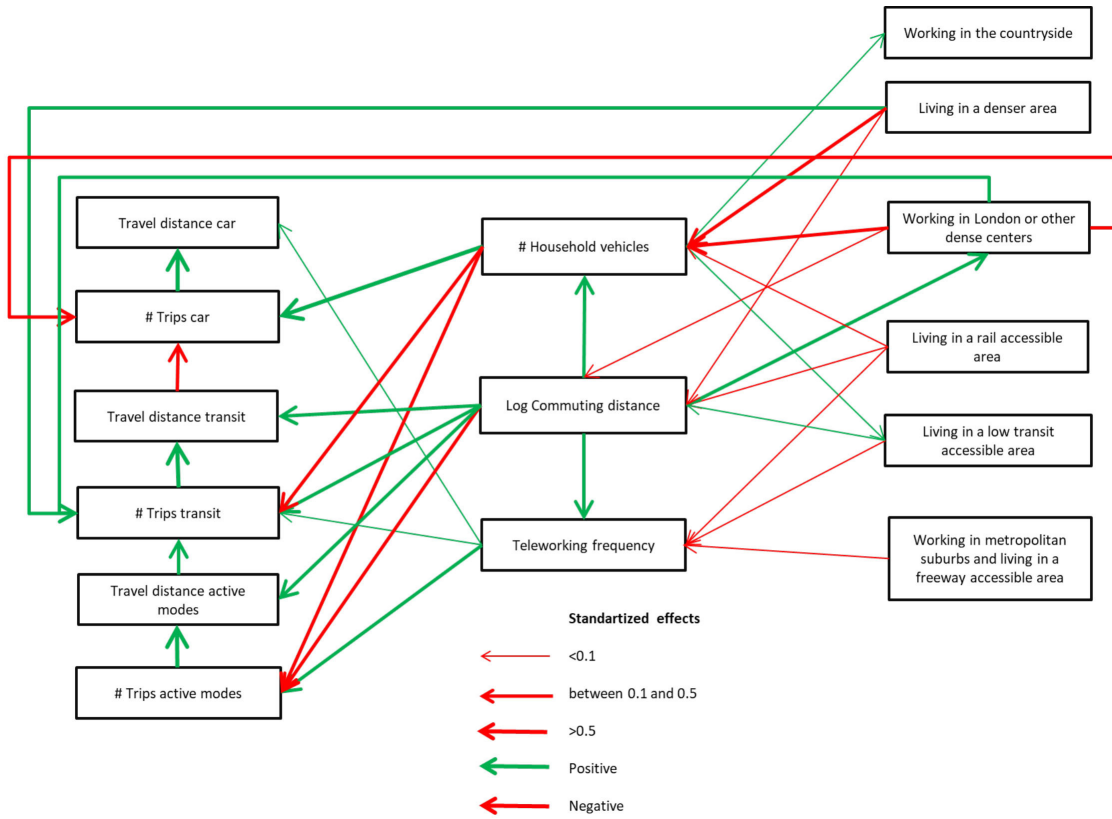 Working in the countryside
Living in a denser area
Travel distance car
# Household vehicles
Working in London or other
dense centers
# Trips car
Living in a rail accessible
area
Travel distance transit
Log Commuting distance
Living in a low transit
accessible area
# Trips transit
Teleworking frequency
Working in metropolitan
suburbs and living in a
freeway accessible area
Travel distance active
modes
# Trips active modes
Standartized effects
<0.1
between 0.1 and 0.5
>0.5
Positive
Negative